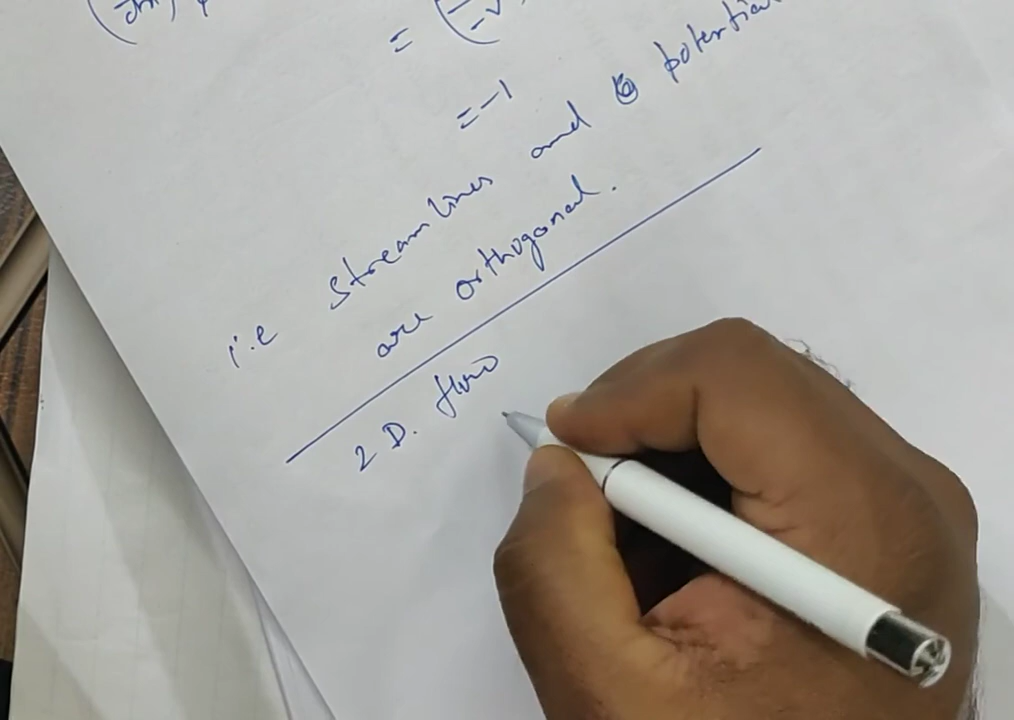 =
= -1
i.e streamlines and potential
are orthogonal.
2 D. flow